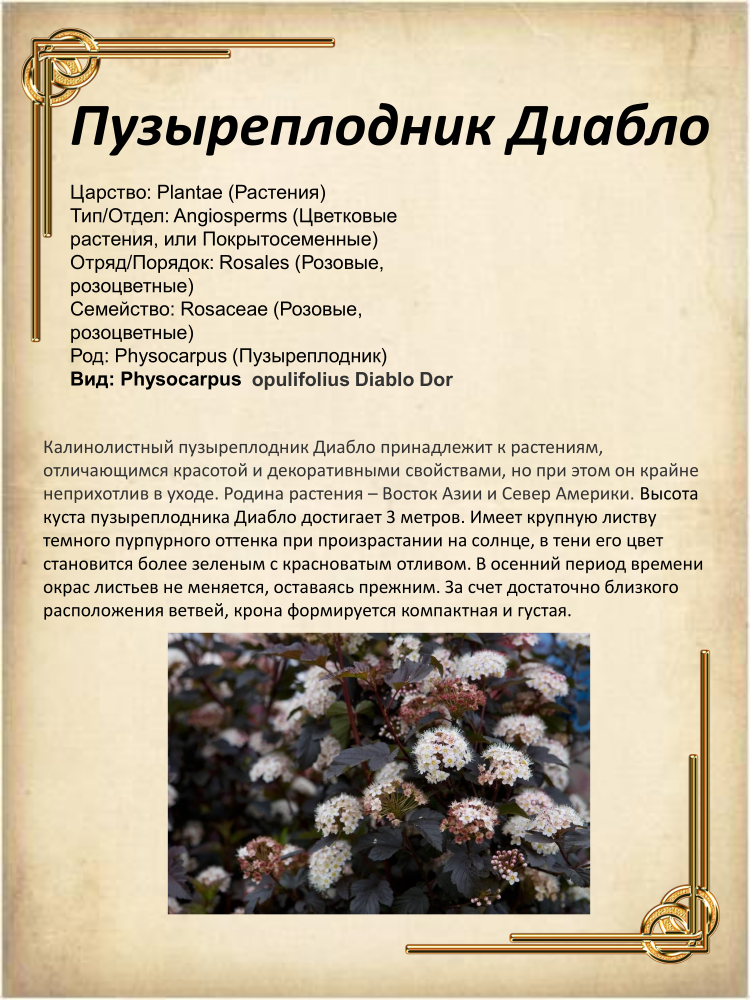 Пузыреплодник Диабло
Царство: Plantae (Растения)
Тип/Отдел: Angiosperms (Цветковые
растения, или Покрытосеменные)
Отряд/Порядок: Rosales (Розовые,
розоцветные)
Семейство: Rosaceae (Розовые,
розоцветные)
Род: Physocarpus (Пузыреплодник)
Вид: Physocarpus opulifolius Diablo Dor
Калинолистный пузыреплодник Диабло принадлежит к растениям,
отличающимся красотой и декоративными свойствами, но при этом он крайне
неприхотлив в уходе. Родина растения – Восток Азии и Север Америки. Высота
куста пузыреплодника Диабло достигает 3 метров. Имеет крупную листву
темного пурпурного оттенка при произрастании на солнце, в тени его цвет
становится более зеленым с красноватым отливом. В осенний период времени
окрас листьев не меняется, оставаясь прежним. За счет достаточно близкого
расположения ветвей, крона формируется компактная и густая.